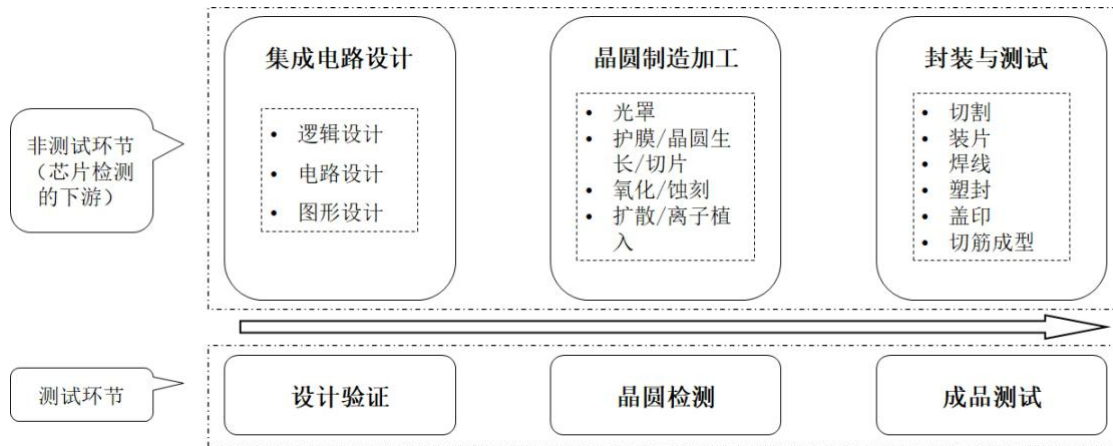 非测试环节
（芯片检测
的下游）
集成电路设计
• 逻辑设计
• 电路设计
• 图形设计
晶圆制造加工
• 光罩
• 护膜/晶圆生
长/切片
• 氧化/蚀刻
• 扩散/离子植
入
封装与测试
• 切割
• 装片
• 焊线
• 塑封
• 盖印
• 切筋成型
测试环节
设计验证
晶圆检测
成品测试